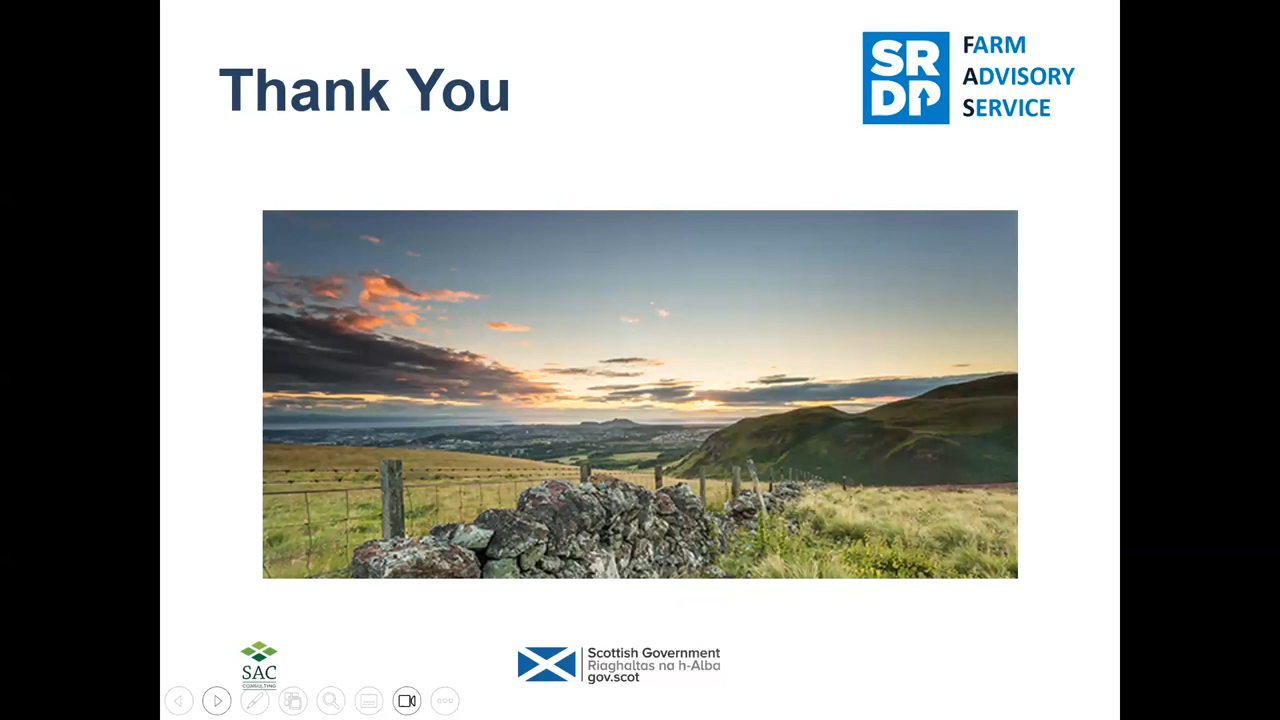 Thank You
SRDP
FARM
ADVISORY
SERVICE
SAC
CONSULTING
Scottish Government
Riaghaltas na h-Alba
gov.scot